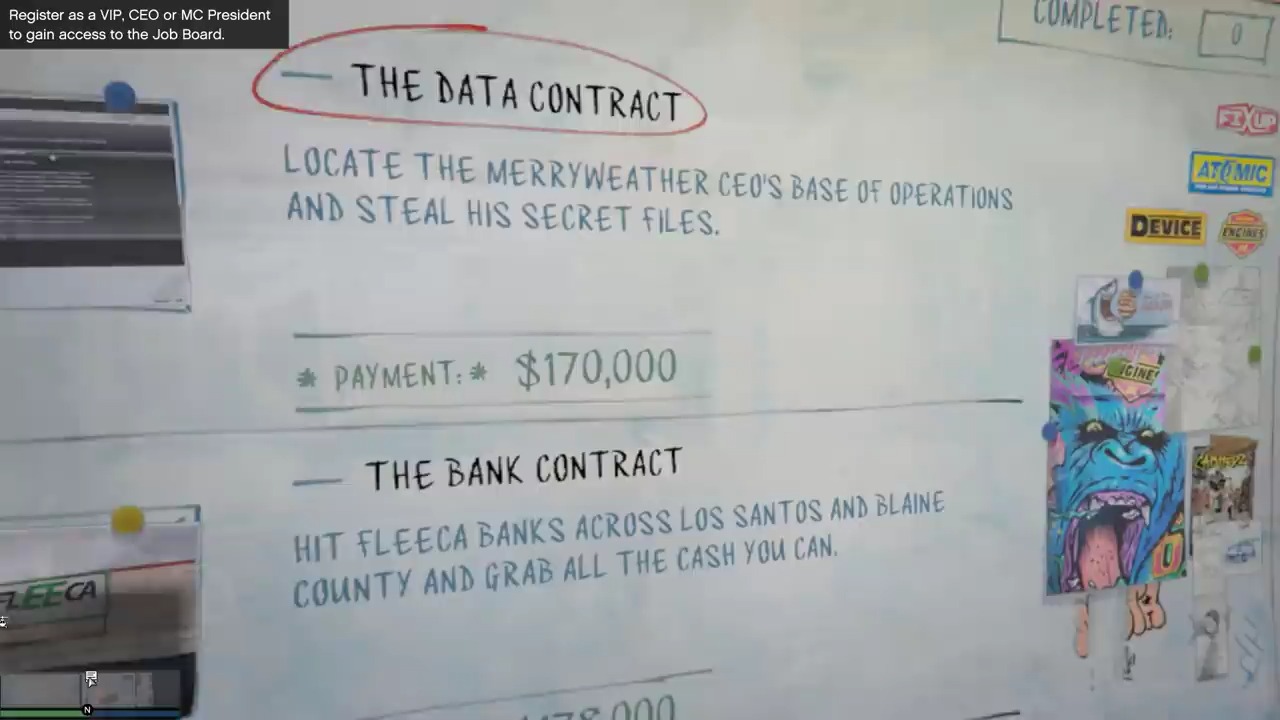 Register as a VIP, CEO or MC President
to gain access to the Job Board.
COMPLETED: 0
THE DATA CONTRACT
LOCATE THE MERRYWEATHER CEO'S BASE OF OPERATIONS
AND STEAL HIS SECRET FILES.
* PAYMENT: * $170,000
THE BANK CONTRACT
HIT FLEECA BANKS ACROSS LOS SANTOS AND BLAINE
COUNTY AND GRAB ALL THE CASH YOU CAN.
FIXUP
ATOMIC
DEVICE
ENGINES
FLEECA
N